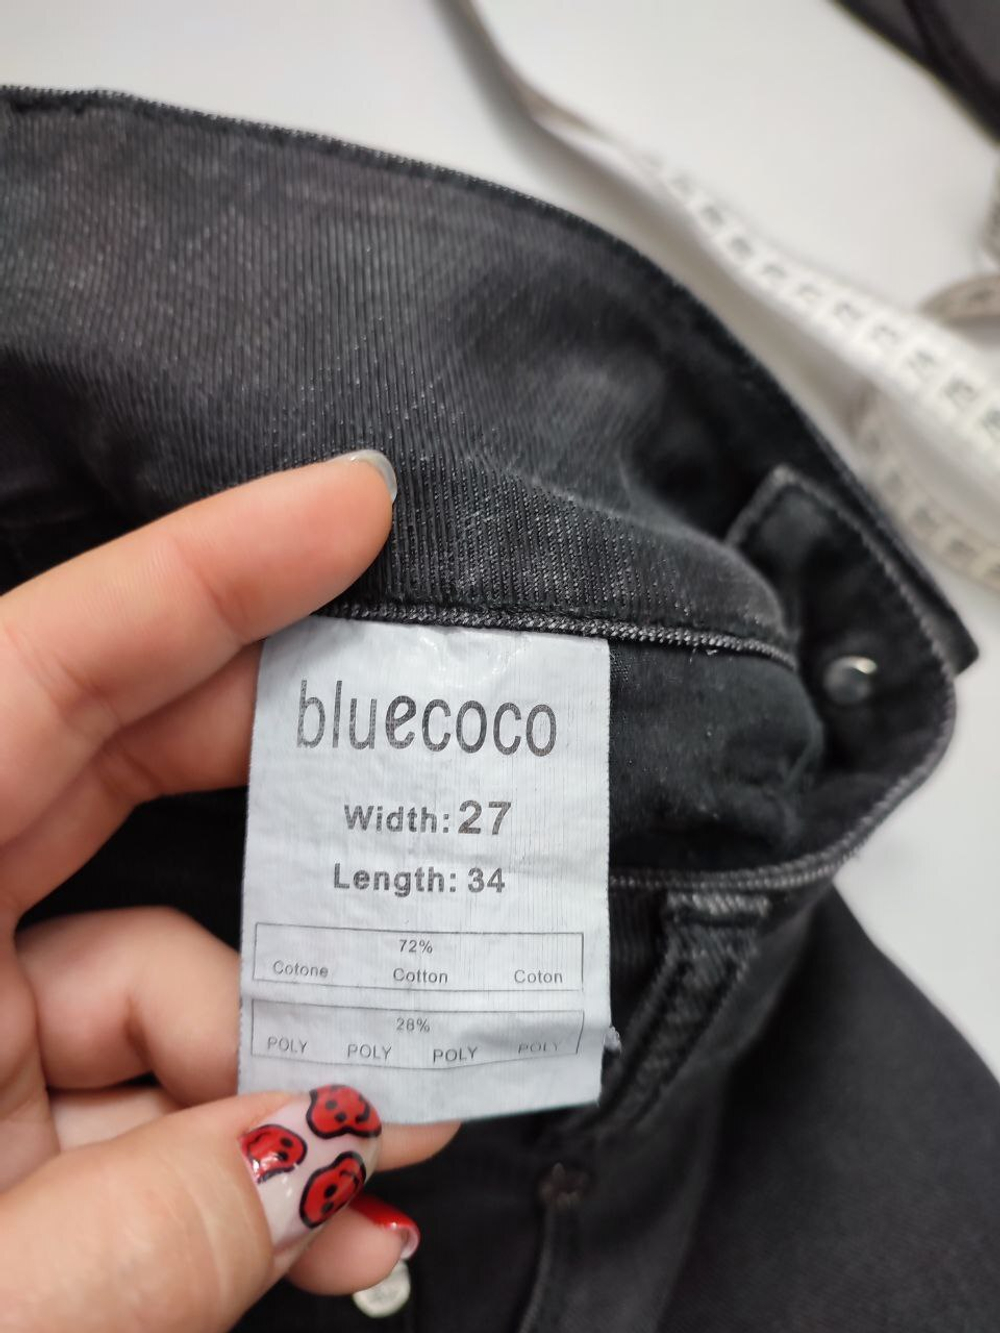 bluecoco
Width: 27
Length: 34
72%
Cotone Cotton Coton
28%
POLY POLY POLY POLY